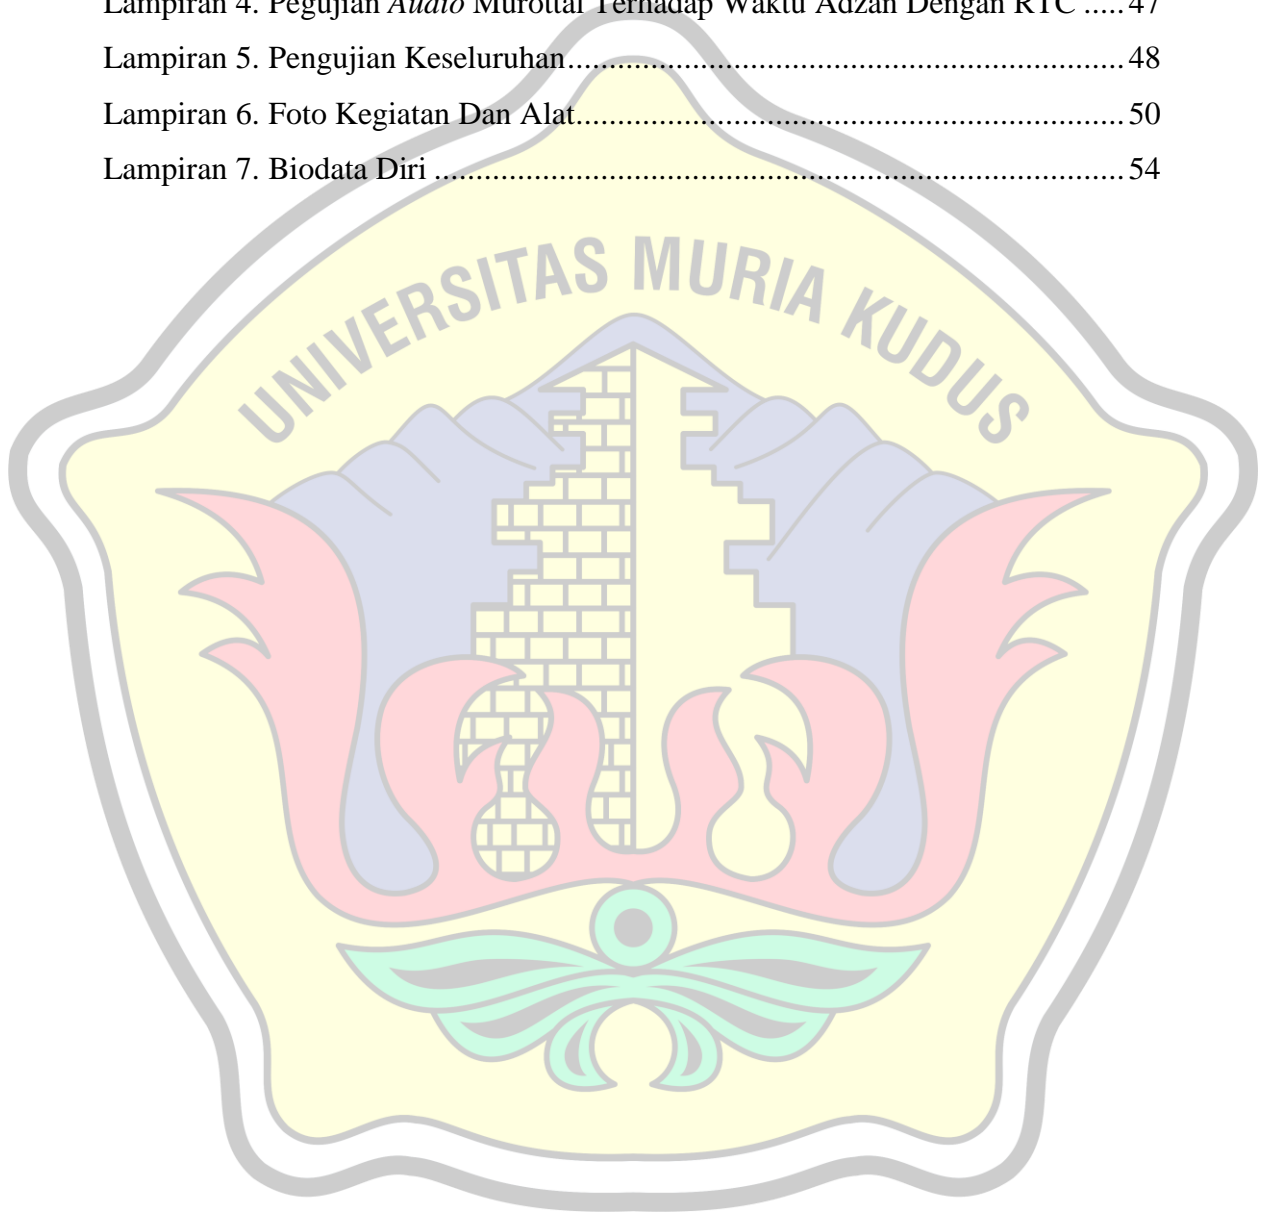 Lampiran 4. Pegujian Audio Murottal Terhadap Waktu Adzan Dengan RTC ..... 47
Lampiran 5. Pengujian Keseluruhan.................................................................... 48
Lampiran 6. Foto Kegiatan Dan Alat................................................................... 50
Lampiran 7. Biodata Diri .................................................................................... 54
UNIVERSITAS MURIA KUDUS